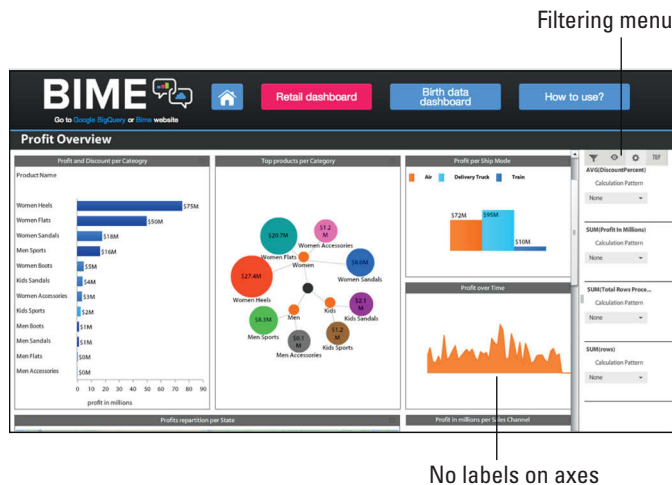 Filtering menu
BIME
Go to Google BigQuery or Bime website
Retail dashboard
Birth data dashboard
How to use?
Profit Overview
Profit and Discount per Cateogry
Product Name
Women Heels
$75M
Women Flats
$50M
Women Sandals
$18M
Men Sports
$16M
Women Boots
$5M
Kids Sandals
$4M
Women Accessories
$3M
Kids Sports
$2M
Men Boots
$1M
Men Sandals
$1M
Men Flats
$0M
Men Accessories
$0M
0 10 20 30 40 50 60 70 80 90
profit in millions
Top products per Category
$20.7M
Women Flats
$1.2 M
Women Accessories
Women
$27.4M
Women Heels
Women Sandals
Men
Kids
$2.1 M
Kids Sandals
Men Sports
$0.1 M
Men Accessories
$1.2 M
Kids Sports
Profit per Ship Mode
Air
Delivery Truck
Train
$72M
$95M
$10M
Profit over Time
TOP
AVG(DiscountPercent)
Calculation Pattern
None
SUM(Profit In Millions)
Calculation Pattern
None
SUM(Total Rows Proce...
Calculation Pattern
None
SUM(rows)
Calculation Pattern
None
Profits repartition per State
Profit in millions per Sales Channel
No labels on axes